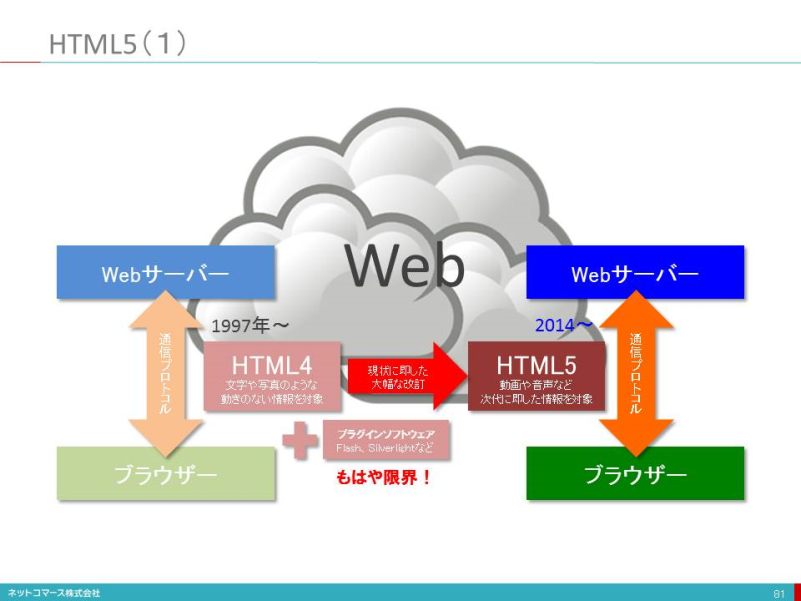 HTML5（１）
Web
Webサーバー
Webサーバー
1997年～
2014～
通信プロトコル
通信プロトコル
HTML4
文字や写真のような
動きのない情報を対象
現状に即した
大幅な改訂
HTML5
動画や音声など
次代に即した情報を対象
プラグインソフトウェア
Flash、Silverlightなど
もはや限界！
ブラウザー
ブラウザー
ネットコマース株式会社
81